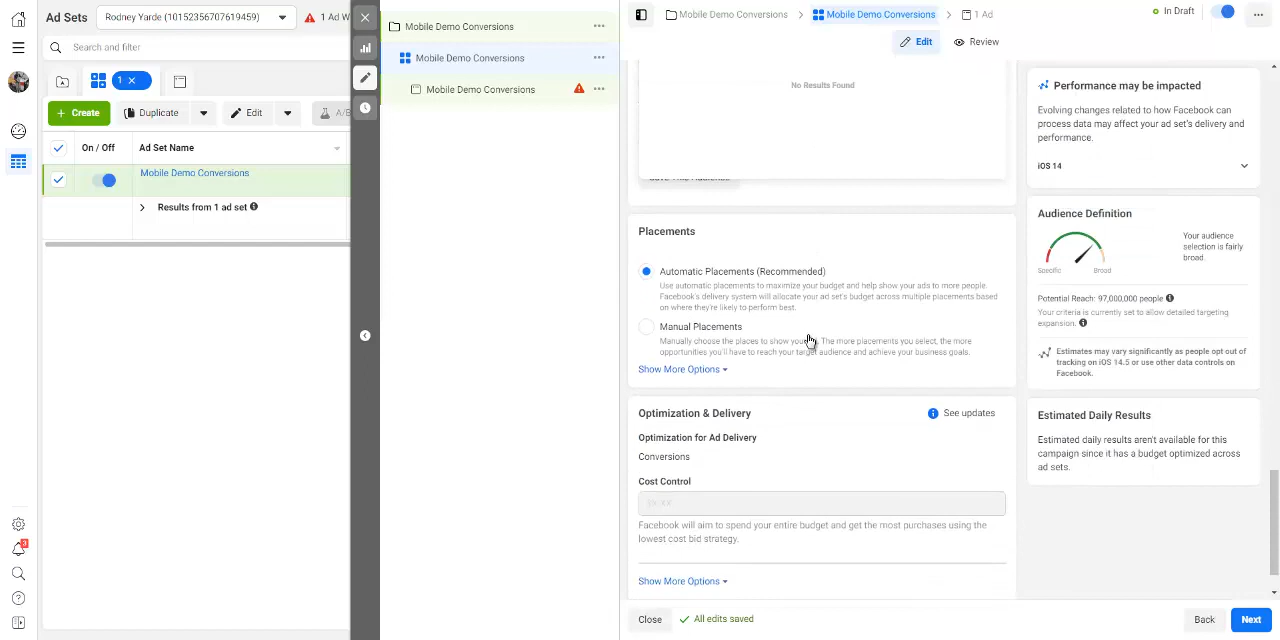 Ad Sets
Rodney Yarde (10152356707619459)
1 Ad W
Search and filter
1
Create
Duplicate
Edit
A/B
On / Off
Ad Set Name
Mobile Demo Conversions
Results from 1 ad set
Mobile Demo Conversions
Mobile Demo Conversions
Mobile Demo Conversions
Mobile Demo Conversions
Mobile Demo Conversions
1 Ad
In Draft
Edit
Review
No Results Found
Save This Audience
Placements
Automatic Placements (Recommended)
Use automatic placements to maximize your budget and help show your ads to more people.
Facebook's delivery system will allocate your ad set's budget across multiple placements based
on where they're likely to perform best.
Manual Placements
Manually choose the places to show your The more placements you select, the more
opportunities you'll have to reach your target audience and achieve your business goals.
Show More Options
Optimization & Delivery
See updates
Optimization for Ad Delivery
Conversions
Cost Control
Facebook will aim to spend your entire budget and get the most purchases using the
lowest cost bid strategy.
Show More Options
Close
All edits saved
Back
Next
Performance may be impacted
Evolving changes related to how Facebook can
process data may affect your ad set's delivery and
performance.
iOS 14
Audience Definition
Specific
Broad
Your audience
selection is fairly
broad.
Potential Reach: 97,000,000 people
Your criteria is currently set to allow detailed targeting
expansion.
Estimates may vary significantly as people opt out of
tracking on iOS 14.5 or use other data controls on
Facebook.
Estimated Daily Results
Estimated daily results aren't available for this
campaign since it has a budget optimized across
ad sets.
3